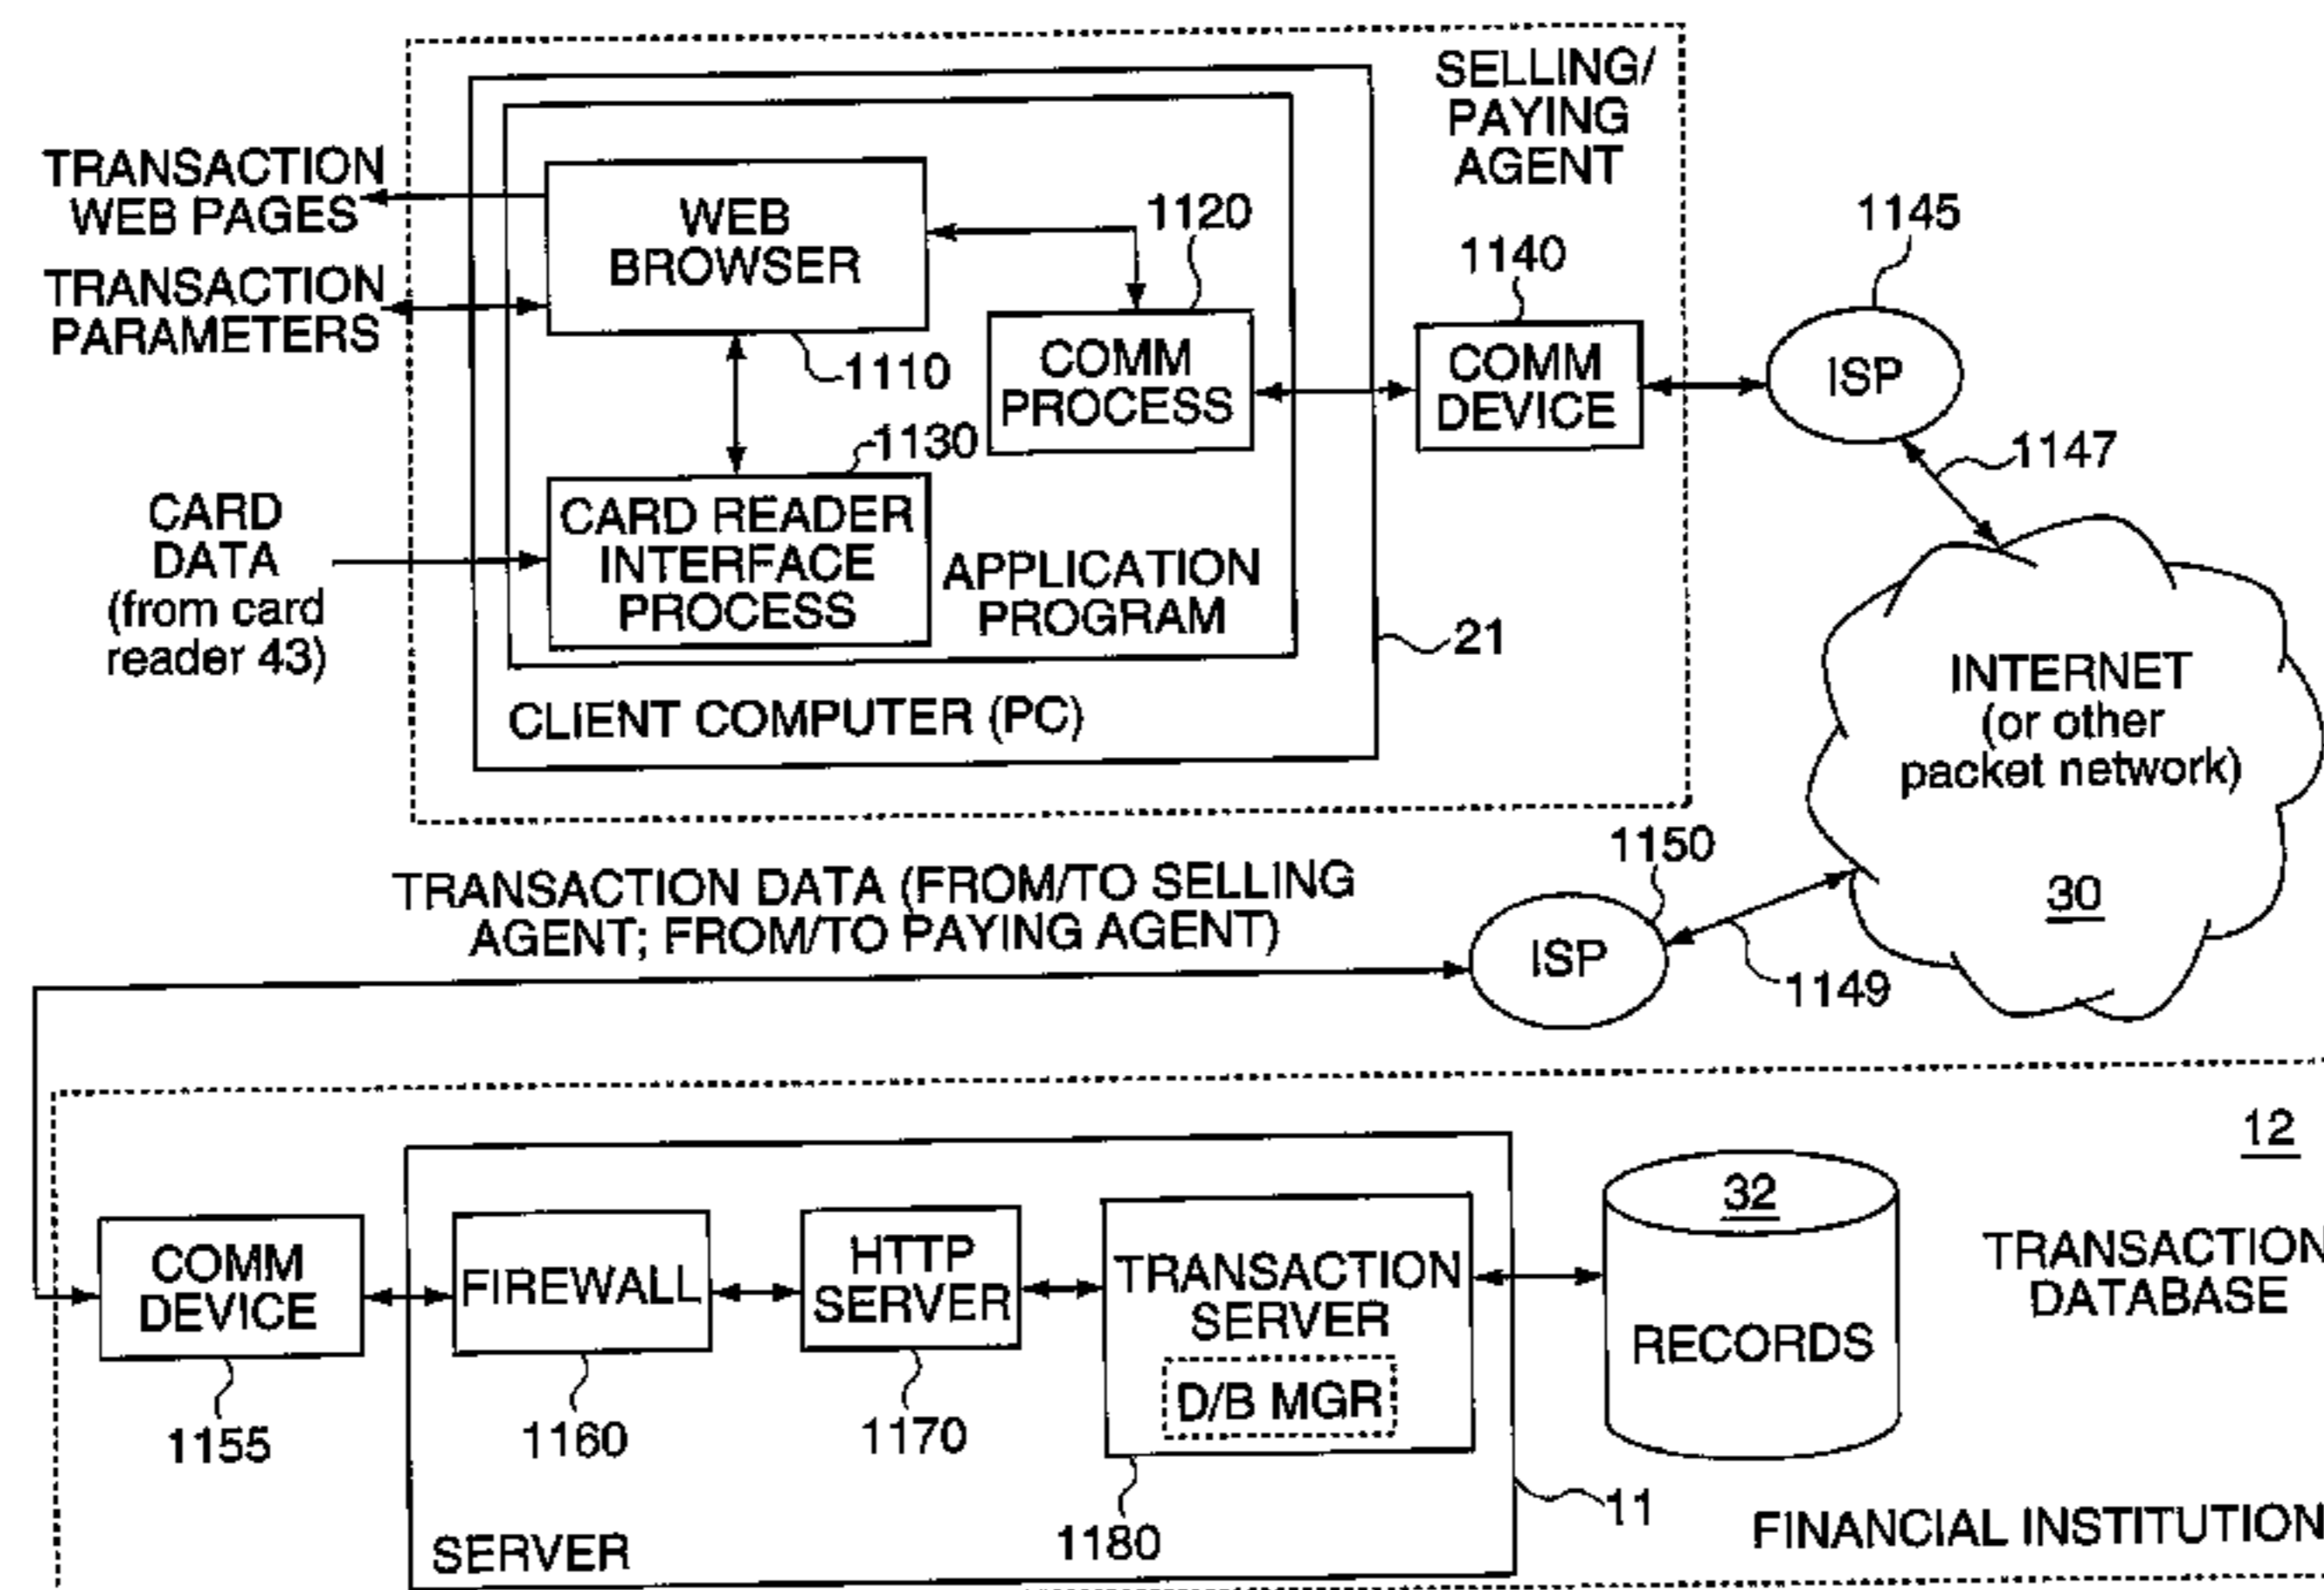 SELLING/
PAYING
AGENT
TRANSACTION
WEB PAGES
TRANSACTION
PARAMETERS
WEB
BROWSER
1110
1120
COMM
PROCESS
1140
COMM
DEVICE
1145
ISP
1147
1130
CARD READER
INTERFACE
PROCESS
CARD
DATA
(from card
reader 43)
APPLICATION
PROGRAM
21
CLIENT COMPUTER (PC)
INTERNET
(or other
packet network)
30
1150
ISP
1149
TRANSACTION DATA (FROM/TO SELLING
AGENT; FROM/TO PAYING AGENT)
12
COMM
DEVICE
1155
FIREWALL
1160
HTTP
SERVER
1170
TRANSACTION
SERVER
D/B MGR
1180
32
RECORDS
TRANSACTION
DATABASE
11
SERVER
FINANCIAL INSTITUTION